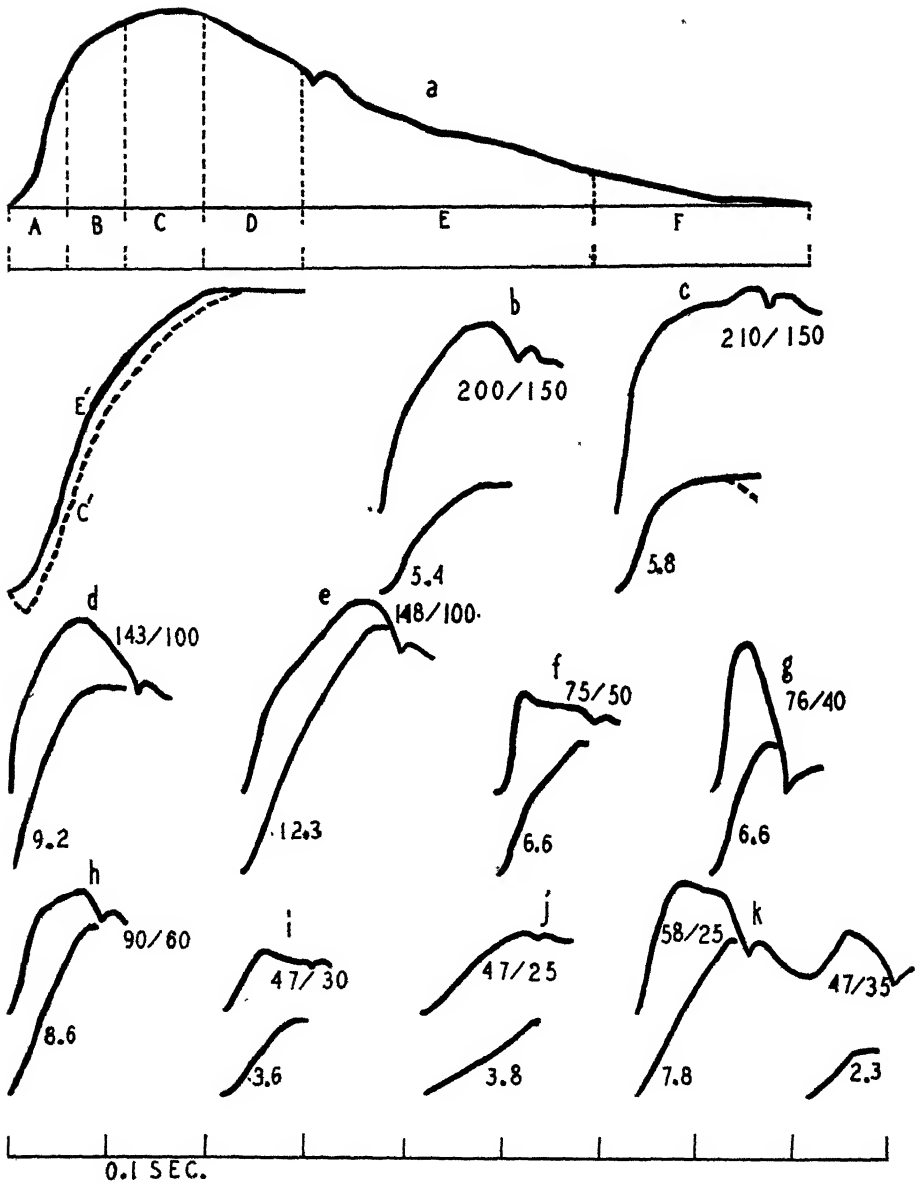 a
A B C D E F
b
c
200/150
210/150
E'
C'
5.4
5.8
d
143/100
e
148/100.
f
75/50
g
76/40
9.2
12.3
6.6
6.6
h
90/60
i
47/30
j
47/25
k
58/25
47/35
8.6
3.6
3.8
7.8
2.3
0.1 SEC.